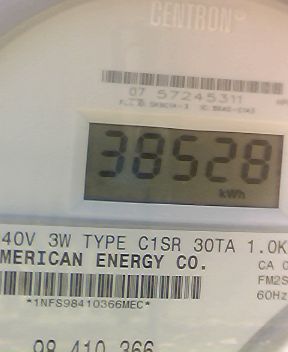 CENTRON
07 57245311
38528
kWh
40V 3W TYPE C1SR 30TA 1.0K
MERICAN ENERGY CO.
CA 0
FM2S
60Hz
*1NFS98410366MEC*
98 410 366